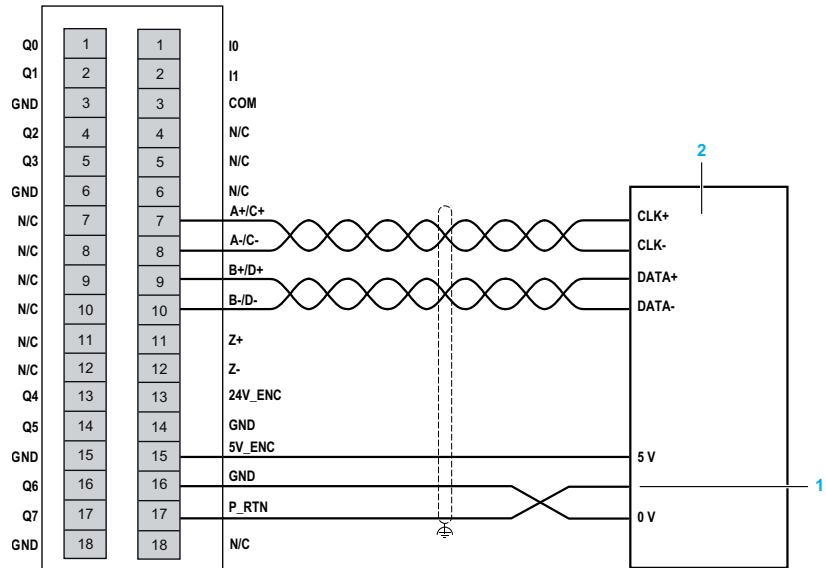 Q0 1 1 I0
Q1 2 2 I1
GND 3 3 COM
Q2 4 4 N/C
Q3 5 5 N/C
2
GND 6 6 N/C
N/C 7 7 A+/C+ CLK+
N/C 8 8 A-/C- CLK-
N/C 9 9 B+/D+ DATA+
N/C 10 10 B-/D- DATA-
N/C 11 11 Z+
N/C 12 12 Z-
Q4 13 13 24V_ENC
Q5 14 14 GND
GND 15 15 5V_ENC 5 V
Q6 16 16 GND 1
Q7 17 17 P_RTN 0 V
GND 18 18 N/C